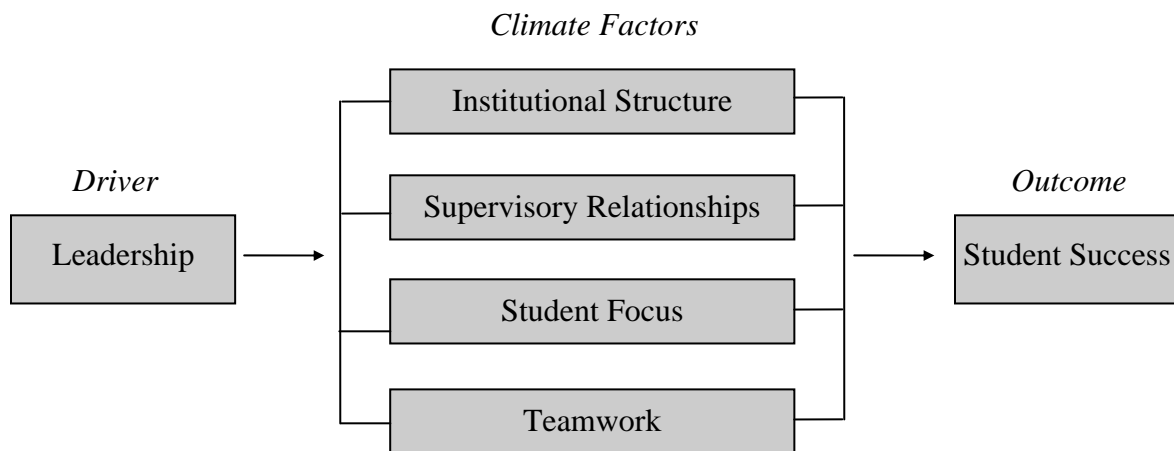 Climate Factors
Institutional Structure
Driver
Leadership
Supervisory Relationships
Student Focus
Teamwork
Outcome
Student Success